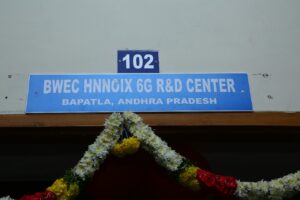 102
BWEC HNNOIX 6G R&D CENTER
BAPATLA, ANDHRA PRADESH